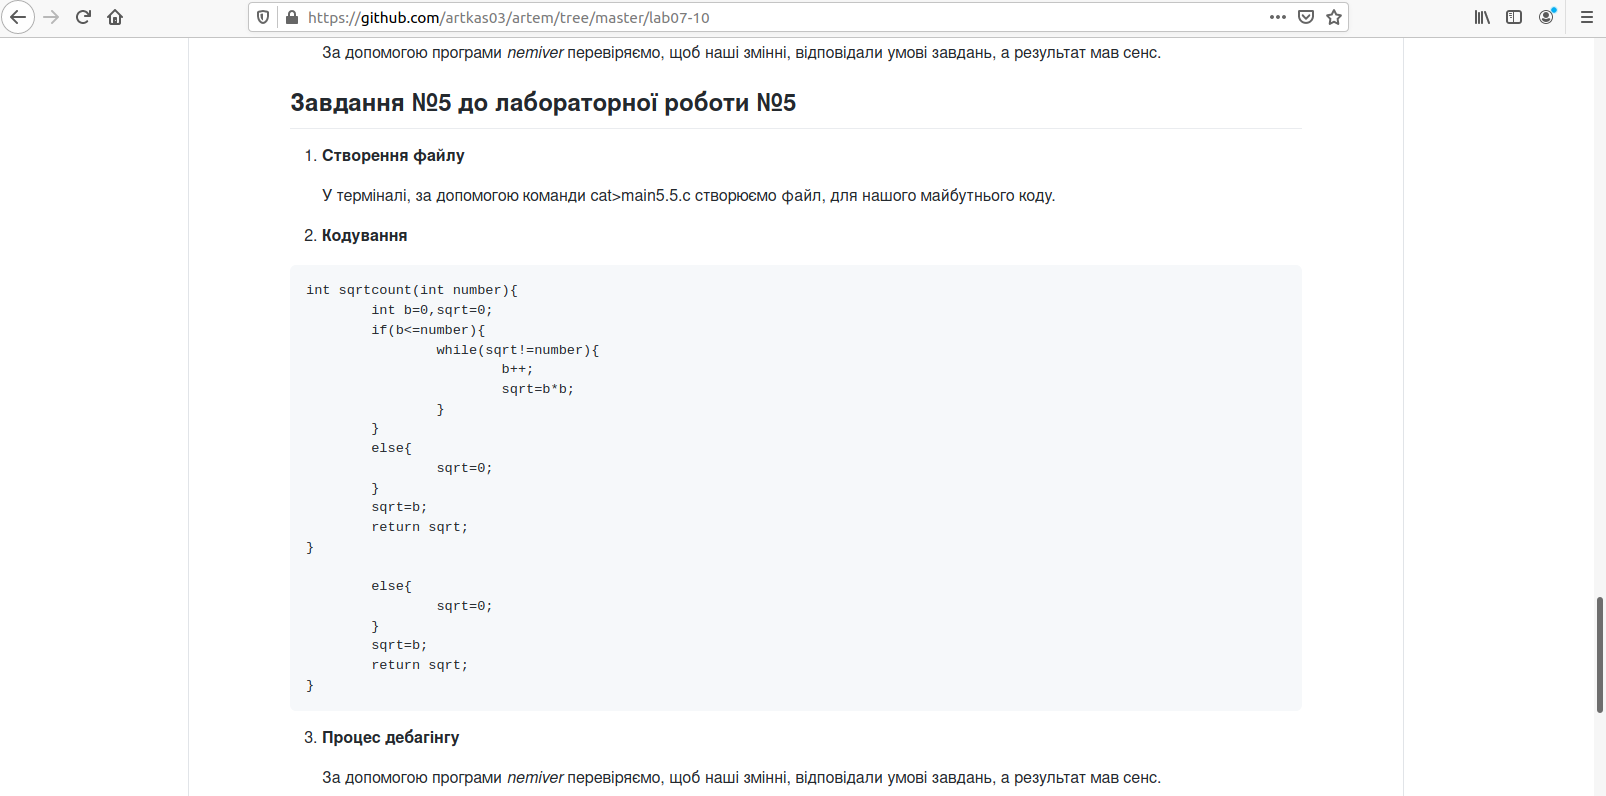 https://github.com/artkas03/artem/tree/master/lab07-10
За допомогою програми nemiver перевіряємо, щоб наші змінні, відповідали умові завдань, а результат мав сенс.
Завдання №5 до лабораторної роботи №5
1. Створення файлу
У терміналі, за допомогою команди cat>main5.5.c створюємо файл, для нашого майбутнього коду.
2. Кодування
int sqrtcount(int number){
        int b=0,sqrt=0;
        if(b<=number){
                while(sqrt!=number){
                        b++;
                        sqrt=b*b;
                }
        }
        else{
                sqrt=0;
        }
        sqrt=b;
        return sqrt;
}
        else{
                sqrt=0;
        }
        sqrt=b;
        return sqrt;
}
3. Процес дебагінгу
За допомогою програми nemiver перевіряємо, щоб наші змінні, відповідали умові завдань, а результат мав сенс.